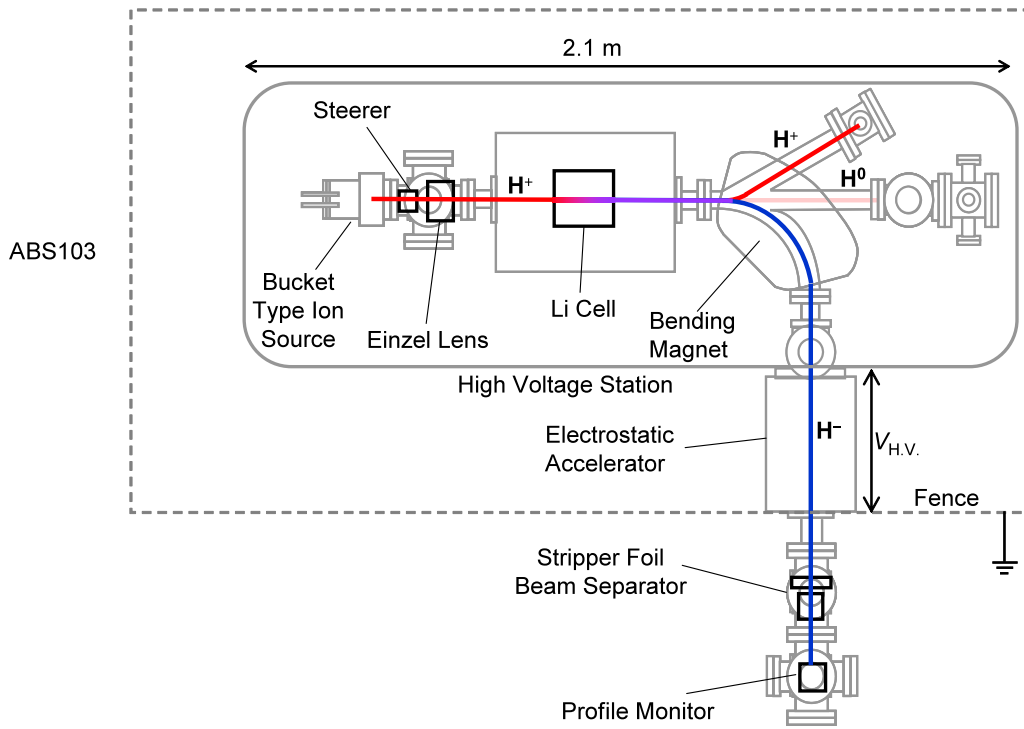 2.1 m
Steerer
H⁺
H⁺
H⁰
ABS103
Bucket
Type Ion
Source
Einzel Lens
Li Cell
Bending
Magnet
High Voltage Station
Electrostatic
Accelerator
H⁻
V_H.V.
Fence
Stripper Foil
Beam Separator
Profile Monitor